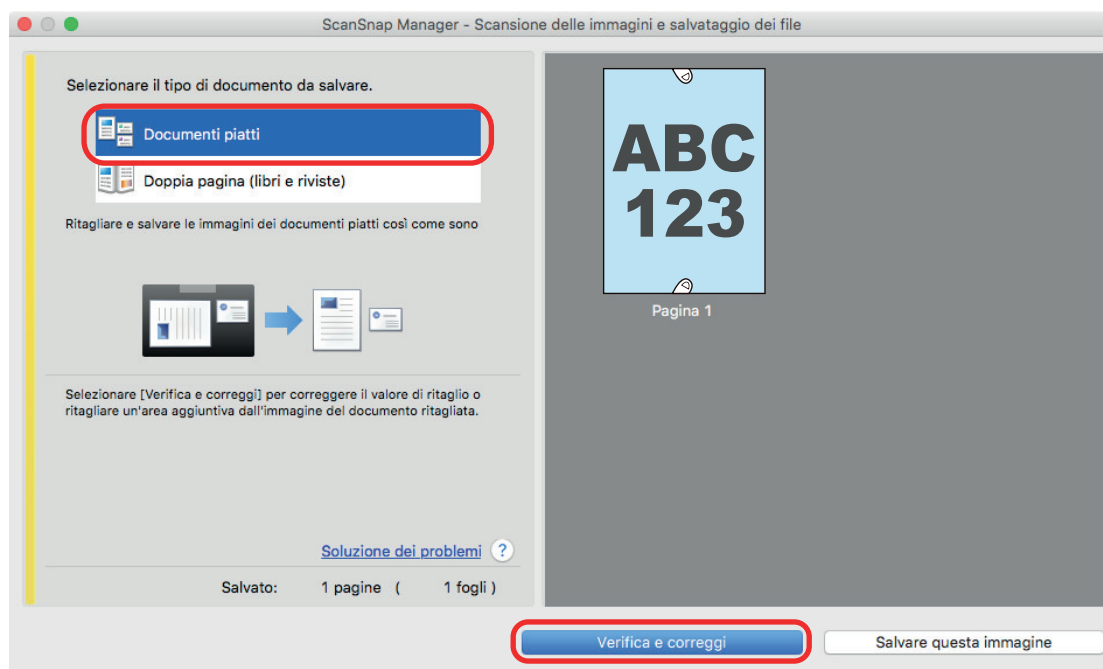 ScanSnap Manager - Scansione delle immagini e salvataggio dei file
Selezionare il tipo di documento da salvare.
Documenti piatti
Doppia pagina (libri e riviste)
Ritagliare e salvare le immagini dei documenti piatti così come sono
Selezionare [Verifica e correggi] per correggere il valore di ritaglio o
ritagliare un'area aggiuntiva dall'immagine del documento ritagliata.
Soluzione dei problemi ?
Salvato: 1 pagine ( 1 fogli )
ABC
123
Pagina 1
Verifica e correggi
Salvare questa immagine